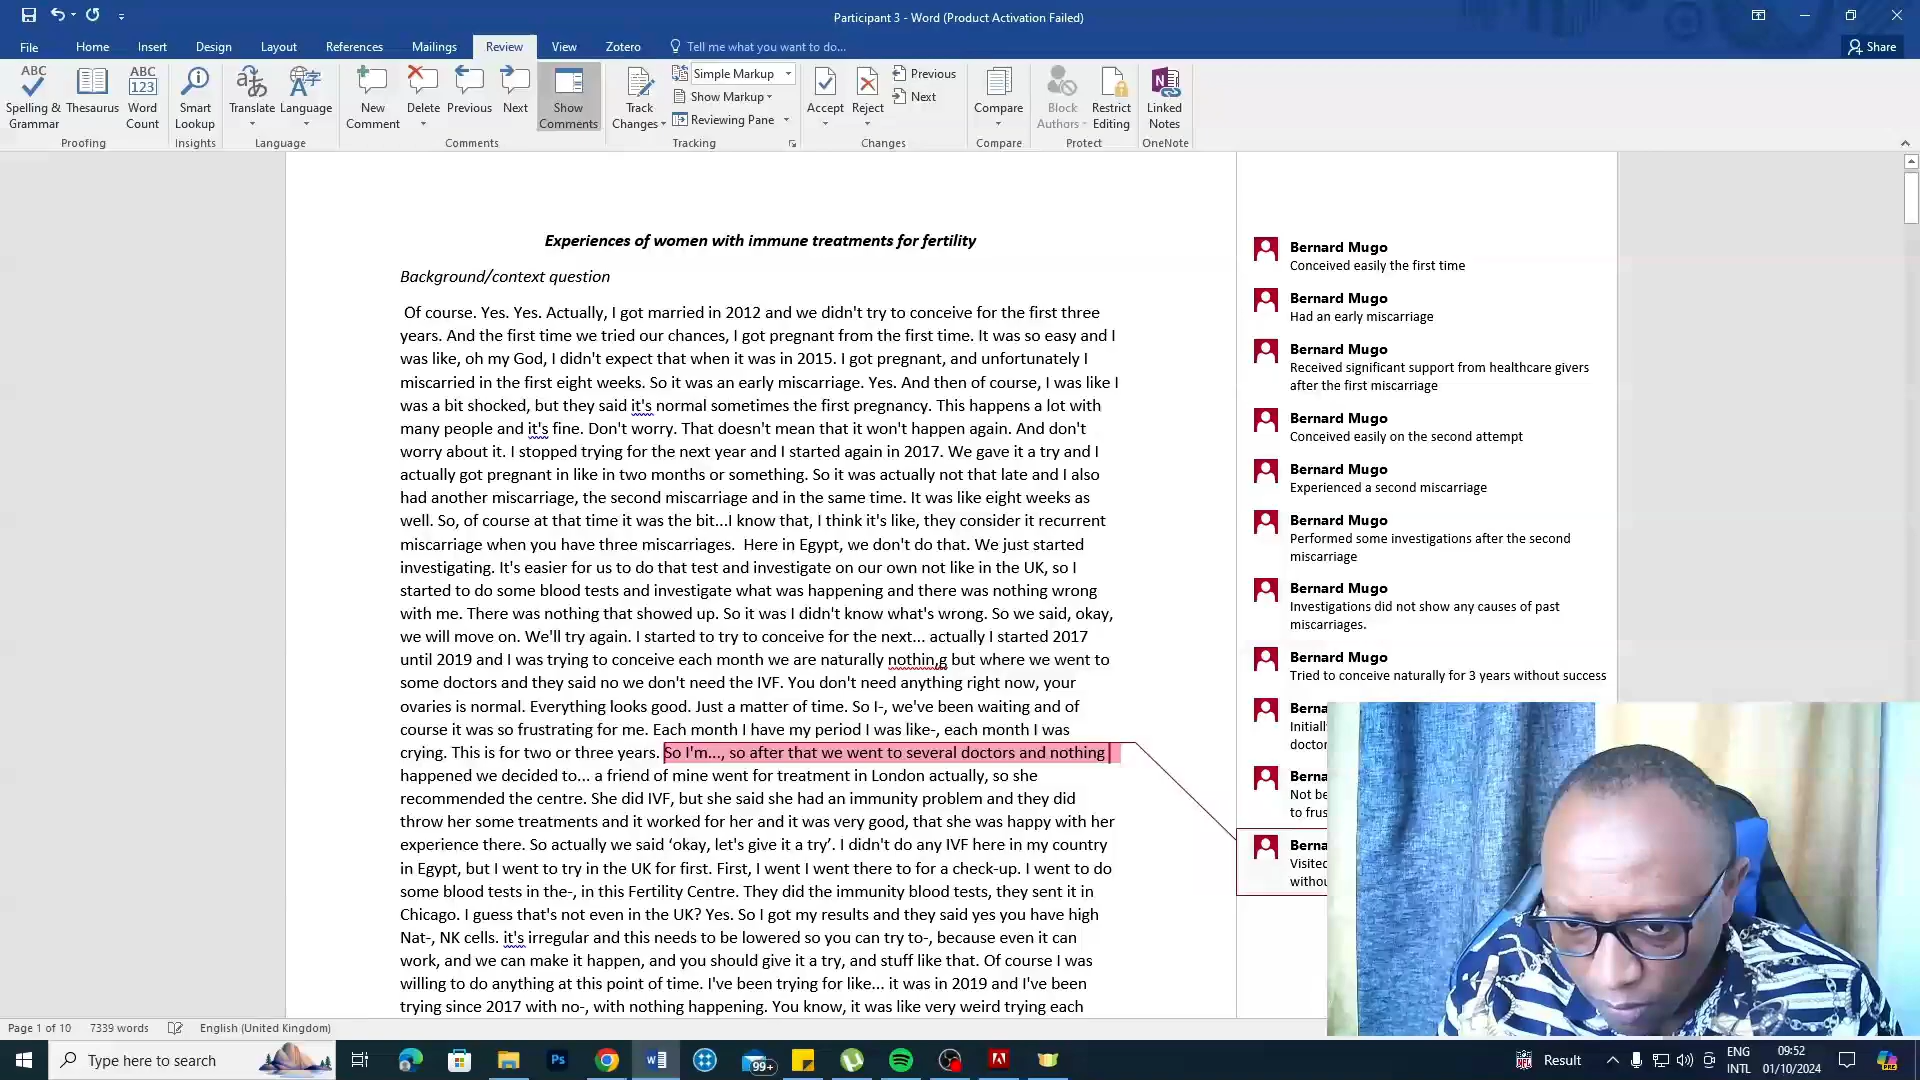 Participant 3 - Word (Product Activation Failed)
File Home Insert Design Layout References Mailings Review View Zotero Tell me what you want to do... Share
Spelling & Grammar Thesaurus Word Count Smart Lookup Translate Language New Comment Delete Previous Next Show Comments Track Changes Simple Markup Show Markup Reviewing Pane Accept Reject Previous Next Compare Block Authors Restrict Editing Linked Notes
Proofing Insights Language Comments Tracking Changes Compare Protect OneNote
Experiences of women with immune treatments for fertility
Background/context question
Of course. Yes. Yes. Actually, I got married in 2012 and we didn't try to conceive for the first three
years. And the first time we tried our chances, I got pregnant from the first time. It was so easy and I
was like, oh my God, I didn't expect that when it was in 2015. I got pregnant, and unfortunately I
miscarried in the first eight weeks. So it was an early miscarriage. Yes. And then of course, I was like I
was a bit shocked, but they said it's normal sometimes the first pregnancy. This happens a lot with
many people and it's fine. Don't worry. That doesn't mean that it won't happen again. And don't
worry about it. I stopped trying for the next year and I started again in 2017. We gave it a try and I
actually got pregnant in like in two months or something. So it was actually not that late and I also
had another miscarriage, the second miscarriage and in the same time. It was like eight weeks as
well. So, of course at that time it was the bit...I know that, I think it's like, they consider it recurrent
miscarriage when you have three miscarriages.  Here in Egypt, we don't do that. We just started
investigating. It's easier for us to do that test and investigate on our own not like in the UK, so I
started to do some blood tests and investigate what was happening and there was nothing wrong
with me. There was nothing that showed up. So it was I didn't know what's wrong. So we said, okay,
we will move on. We'll try again. I started to try to conceive for the next... actually I started 2017
until 2019 and I was trying to conceive each month we are naturally nothin,g but where we went to
some doctors and they said no we don't need the IVF. You don't need anything right now, your
ovaries is normal. Everything looks good. Just a matter of time. So I-, we've been waiting and of
course it was so frustrating for me. Each month I have my period I was like-, each month I was
crying. This is for two or three years. So I'm..., so after that we went to several doctors and nothing
happened we decided to... a friend of mine went for treatment in London actually, so she
recommended the centre. She did IVF, but she said she had an immunity problem and they did
throw her some treatments and it worked for her and it was very good, that she was happy with her
experience there. So actually we said ‘okay, let's give it a try’. I didn't do any IVF here in my country
in Egypt, but I went to try in the UK for first. First, I went I went there to for a check-up. I went to do
some blood tests in the-, in this Fertility Centre. They did the immunity blood tests, they sent it in
Chicago. I guess that's not even in the UK? Yes. So I got my results and they said yes you have high
Nat-, NK cells. it's irregular and this needs to be lowered so you can try to-, because even it can
work, and we can make it happen, and you should give it a try, and stuff like that. Of course I was
willing to do anything at this point of time. I've been trying for like... it was in 2019 and I've been
trying since 2017 with no-, with nothing happening. You know, it was like very weird trying each
Bernard Mugo
Conceived easily the first time
Bernard Mugo
Had an early miscarriage
Bernard Mugo
Received significant support from healthcare givers
after the first miscarriage
Bernard Mugo
Conceived easily on the second attempt
Bernard Mugo
Experienced a second miscarriage
Bernard Mugo
Performed some investigations after the second
miscarriage
Bernard Mugo
Investigations did not show any causes of past
miscarriages.
Bernard Mugo
Tried to conceive naturally for 3 years without success
Page 1 of 10 7339 words English (United Kingdom)
Type here to search 99+ Result ENG INTL 09:52 01/10/2024